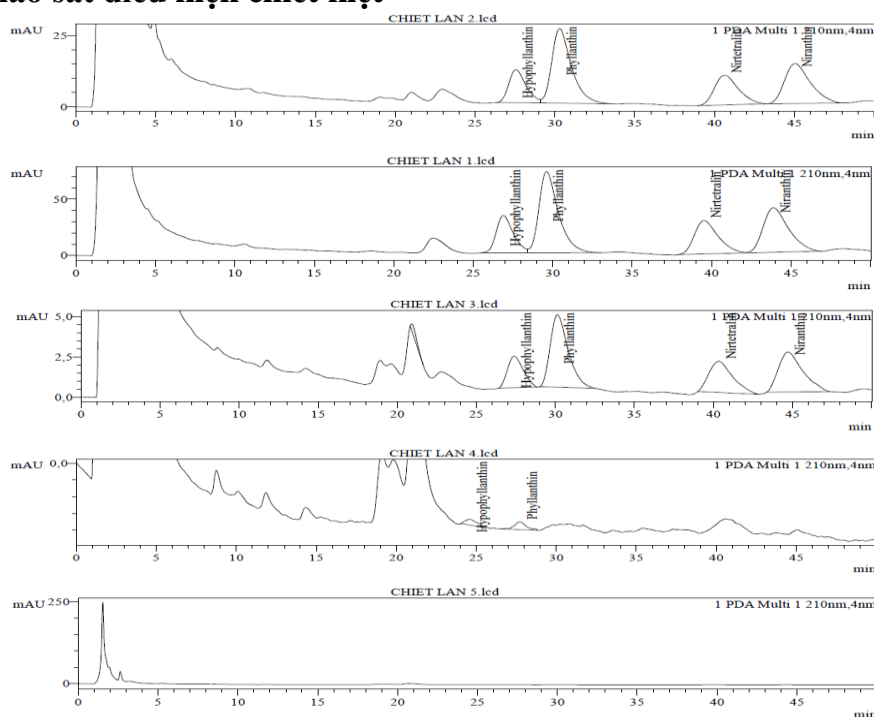 sát điều kiện chiết kiệt
CHIET LAN 2.lcd
mAU
1 PDA Multi 1 210nm,4nm
25
0
Hypophyllanthin
Phyllanthin
Nirtetralin
Niranthin
0 5 10 15 20 25 30 35 40 45
min
CHIET LAN 1.lcd
mAU
1 PDA Multi 1 210nm,4nm
50
0
Hypophyllanthin
Phyllanthin
Nirtetralin
Niranthin
0 5 10 15 20 25 30 35 40 45
min
CHIET LAN 3.lcd
mAU
1 PDA Multi 1 210nm,4nm
5,0
2,5
0,0
Hypophyllanthin
Phyllanthin
Nirtetralin
Niranthin
0 5 10 15 20 25 30 35 40 45
min
CHIET LAN 4.lcd
mAU
1 PDA Multi 1 210nm,4nm
0,0
Hypophyllanthin
Phyllanthin
0 5 10 15 20 25 30 35 40 45
min
CHIET LAN 5.lcd
mAU
1 PDA Multi 1 210nm,4nm
250
0
0 5 10 15 20 25 30 35 40 45
min